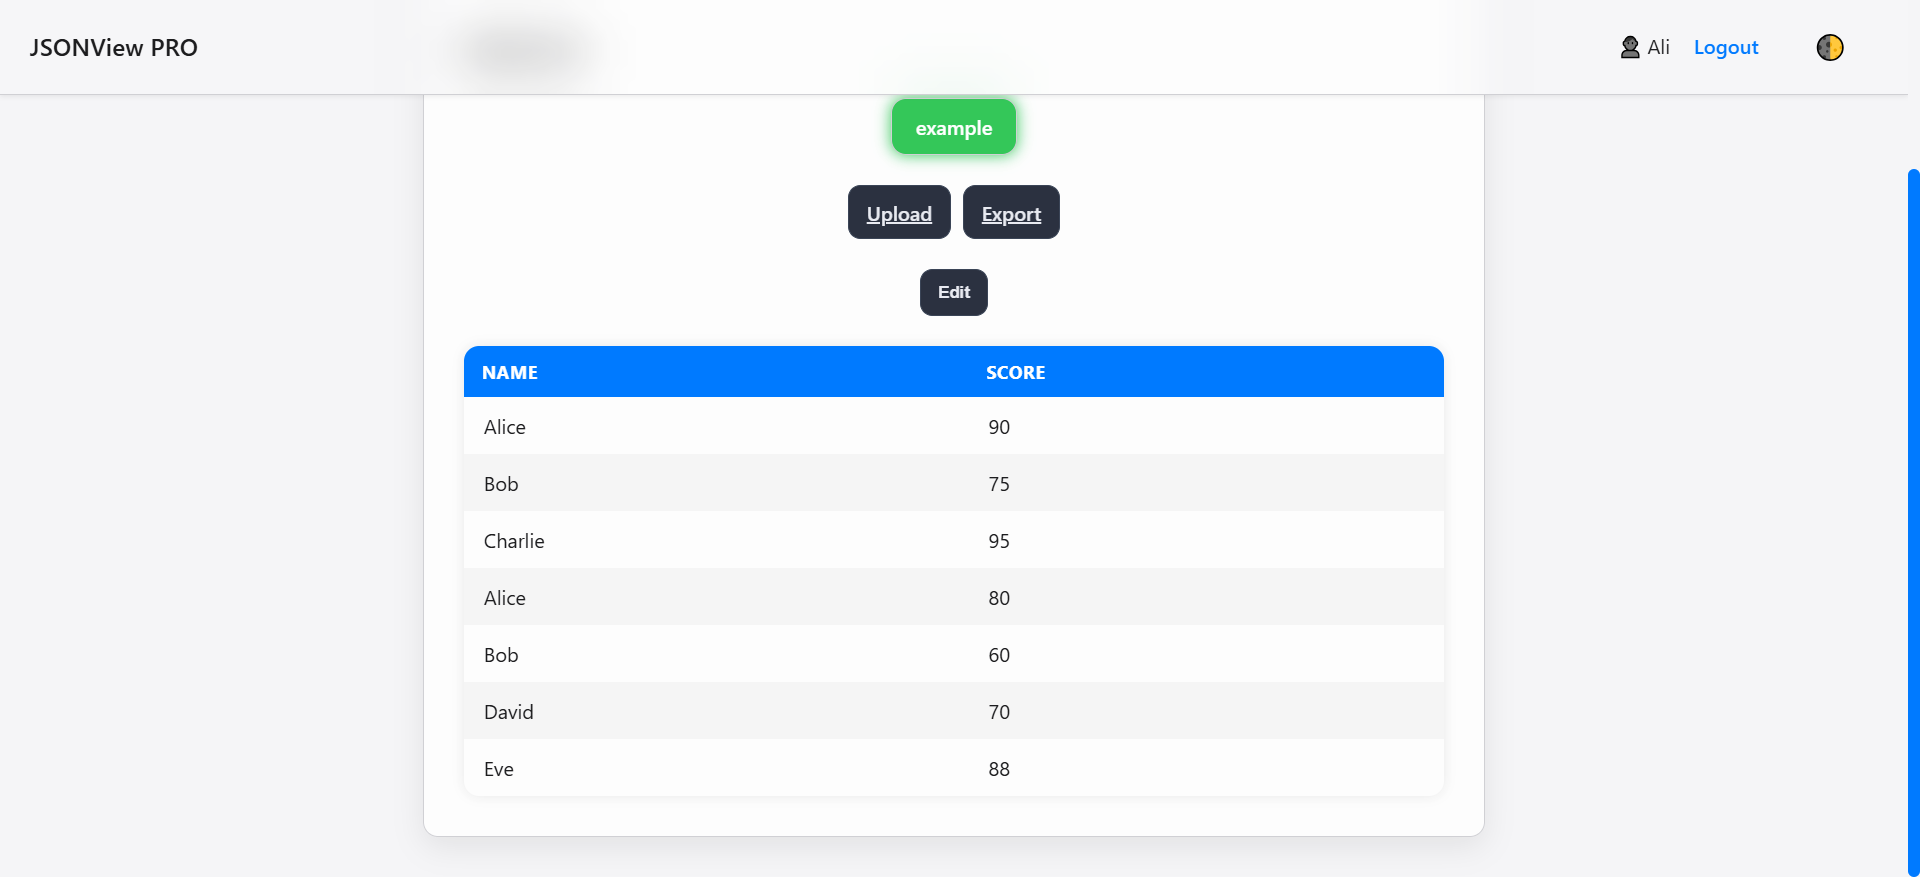 JSONView PRO
Ali Logout
example
Upload Export
Edit
NAME SCORE
Alice 90
Bob 75
Charlie 95
Alice 80
Bob 60
David 70
Eve 88